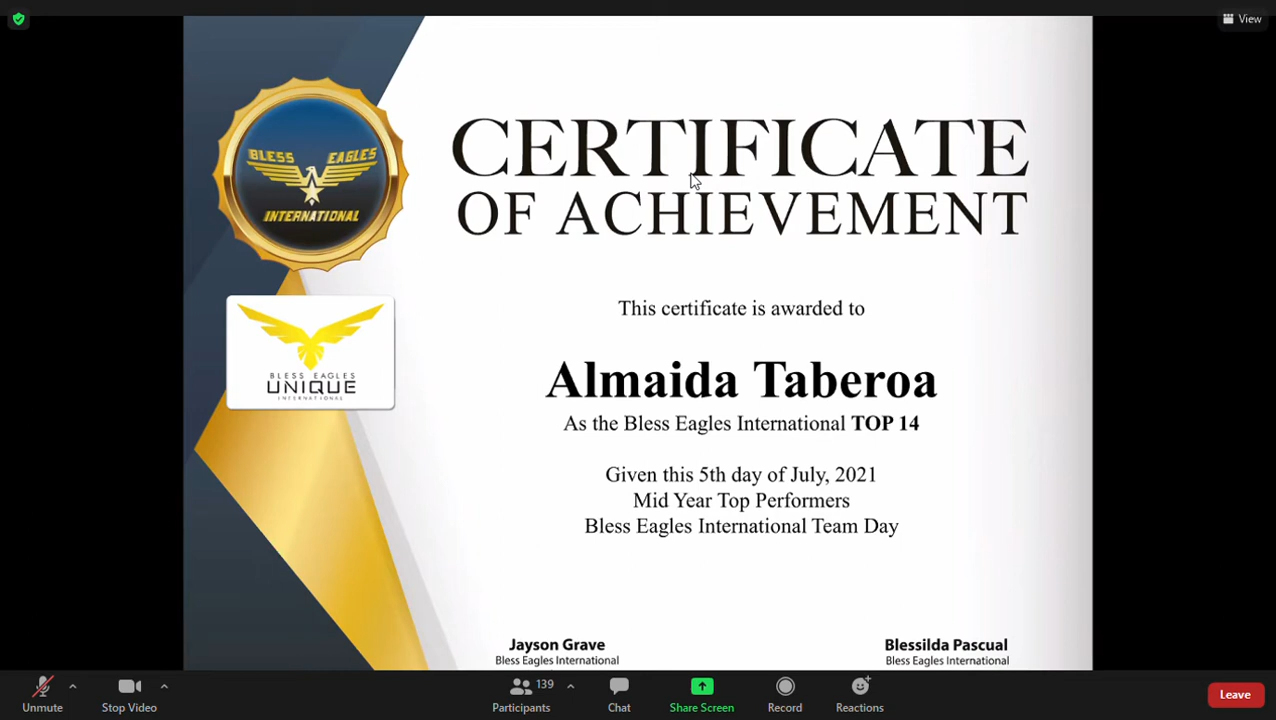 View
BLESS EAGLES
INTERNATIONAL
CERTIFICATE
OF ACHIEVEMENT
BLESS EAGLES
UNIQUE
INTERNATIONAL
This certificate is awarded to
Almaida Taberoa
As the Bless Eagles International TOP 14
Given this 5th day of July, 2021
Mid Year Top Performers
Bless Eagles International Team Day
Jayson Grave
Bless Eagles International
Blessilda Pascual
Bless Eagles International
139
Unmute
Stop Video
Participants
Chat
Share Screen
Record
Reactions
Leave